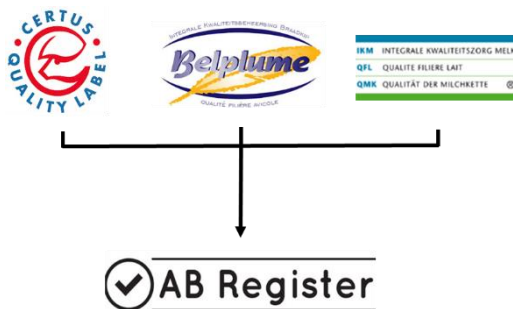 CERTUS
QUALITY LABEL
INTEGRALE KWALITEITSBEHEERSING BRAADKIP
Belplume
QUALITÉ FILIÈRE AVICOLE
IKM INTEGRALE KWALITEITSZORG MELK
QFL QUALITE FILIERE LAIT
QMK QUALITÄT DER MILCHKETTE ®
AB Register